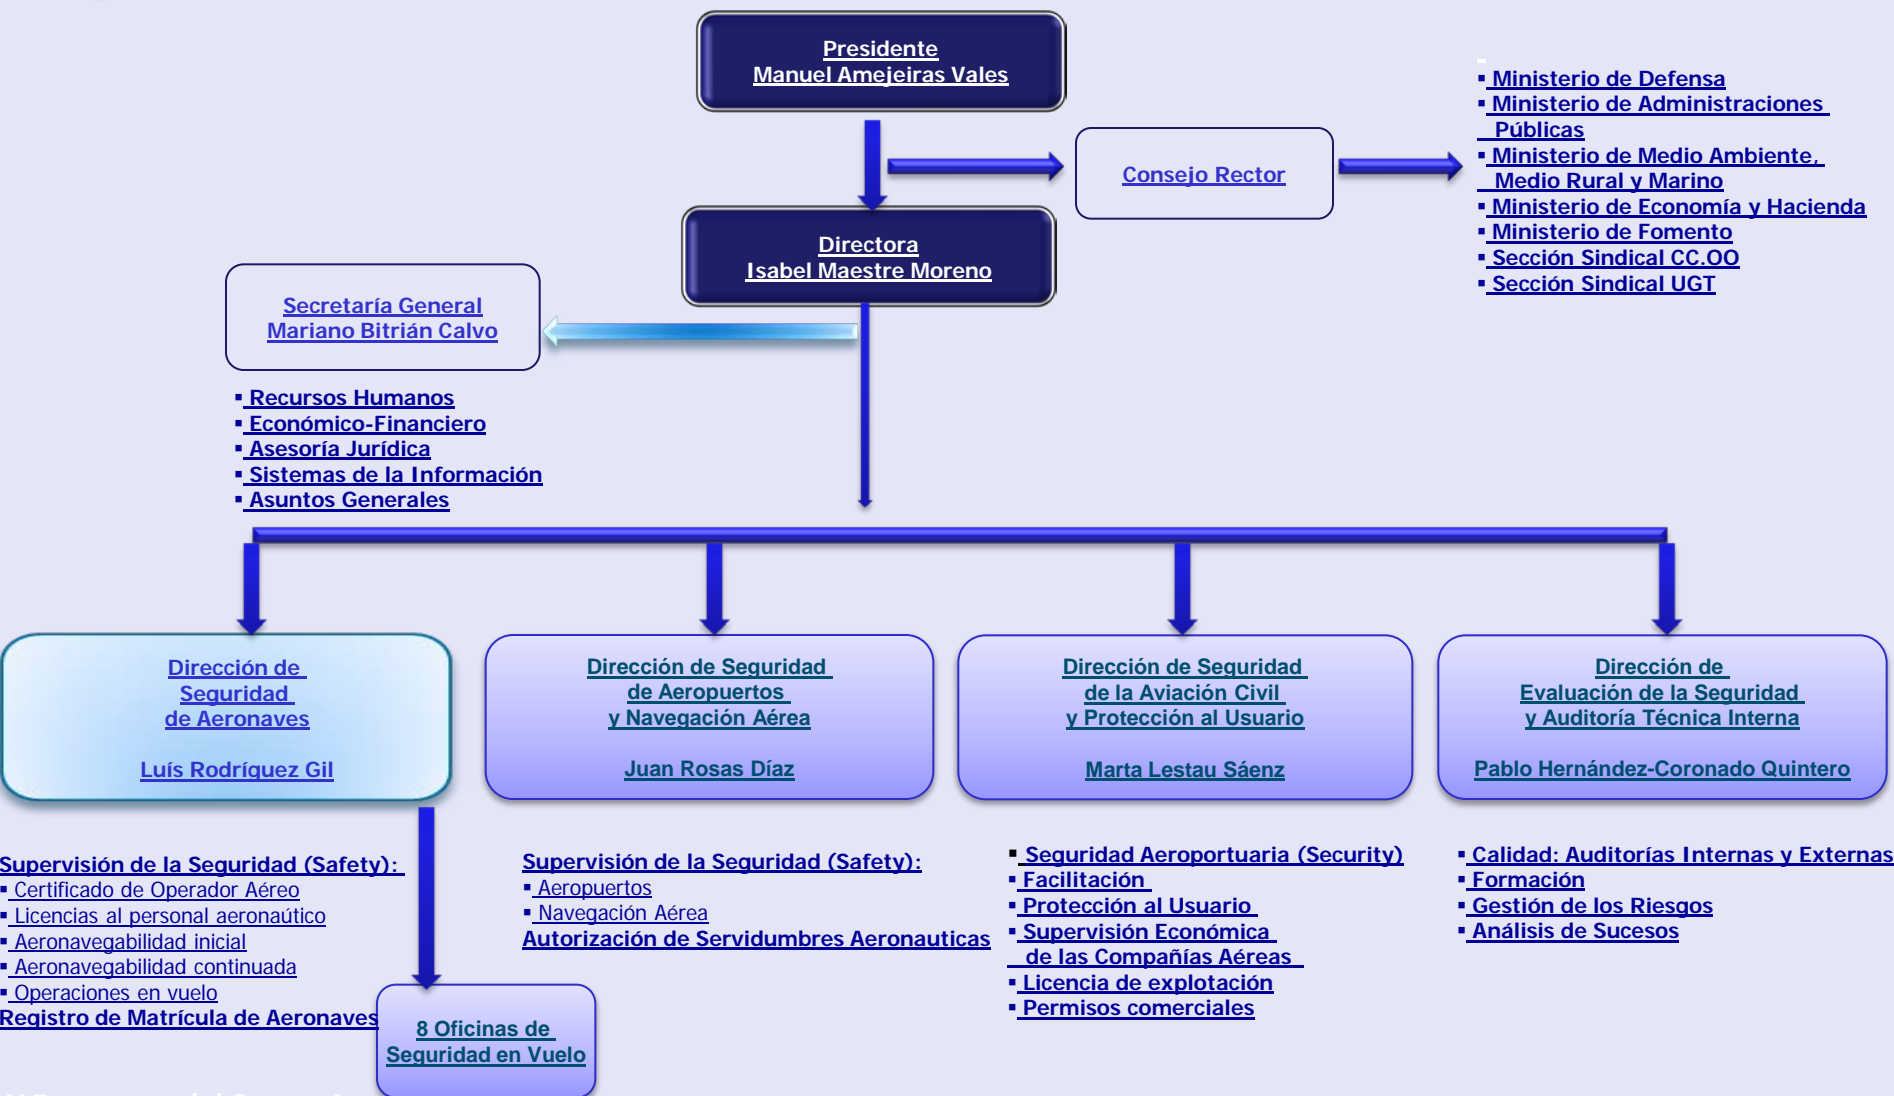 Presidente
Manuel Amejeiras Vales
▪ Ministerio de Defensa
▪ Ministerio de Administraciones
Públicas
▪ Ministerio de Medio Ambiente,
Medio Rural y Marino
▪ Ministerio de Economía y Hacienda
▪ Ministerio de Fomento
▪ Sección Sindical CC.OO
▪ Sección Sindical UGT
Consejo Rector
Directora
Isabel Maestre Moreno
Secretaría General
Mariano Bitrián Calvo
▪ Recursos Humanos
▪ Económico-Financiero
▪ Asesoría Jurídica
▪ Sistemas de la Información
▪ Asuntos Generales
Dirección de
Seguridad
de Aeronaves
Luís Rodríguez Gil
Dirección de Seguridad
de Aeropuertos
y Navegación Aérea
Juan Rosas Díaz
Dirección de Seguridad
de la Aviación Civil
y Protección al Usuario
Marta Lestau Sáenz
Dirección de
Evaluación de la Seguridad
y Auditoría Técnica Interna
Pablo Hernández-Coronado Quintero
Supervisión de la Seguridad (Safety):
▪ Certificado de Operador Aéreo
▪ Licencias al personal aeronaútico
▪ Aeronavegabilidad inicial
▪ Aeronavegabilidad continuada
▪ Operaciones en vuelo
Registro de Matrícula de Aeronaves
8 Oficinas de
Seguridad en Vuelo
Supervisión de la Seguridad (Safety):
▪ Aeropuertos
▪ Navegación Aérea
Autorización de Servidumbres Aeronauticas
▪ Seguridad Aeroportuaria (Security)
▪ Facilitación
▪ Protección al Usuario
▪ Supervisión Económica
de las Compañías Aéreas
▪ Licencia de explotación
▪ Permisos comerciales
▪ Calidad: Auditorías Internas y Externas
▪ Formación
▪ Gestión de los Riesgos
▪ Análisis de Sucesos